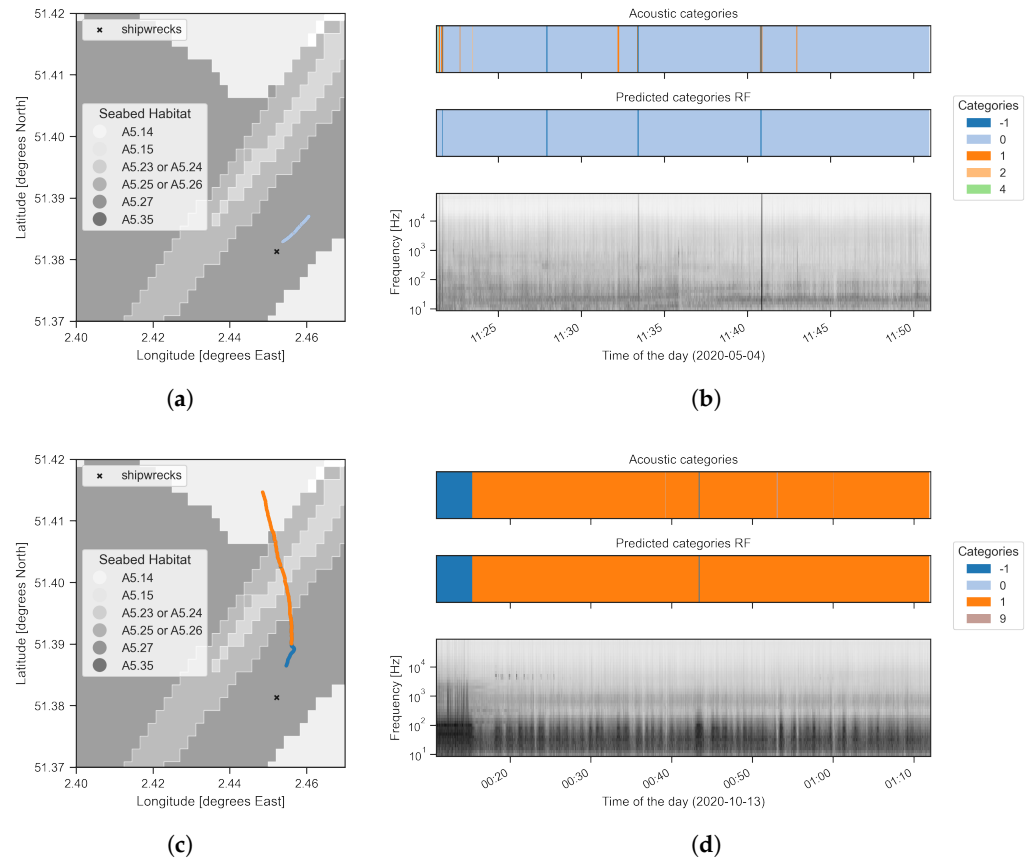 51.42
51.41
51.40
51.39
51.38
51.37
Latitude [degrees North]
shipwrecks
Seabed Habitat
A5.14
A5.15
A5.23 or A5.24
A5.25 or A5.26
A5.27
A5.35
2.40
2.42
2.44
2.46
Longitude [degrees East]
(a)
Acoustic categories
Predicted categories RF
Categories
-1
0
1
2
4
Frequency [Hz]
10⁴
10³
10²
10¹
11:25
11:30
11:35
11:40
11:45
11:50
Time of the day (2020-05-04)
(b)
51.42
51.41
51.40
51.39
51.38
51.37
Latitude [degrees North]
shipwrecks
Seabed Habitat
A5.14
A5.15
A5.23 or A5.24
A5.25 or A5.26
A5.27
A5.35
2.40
2.42
2.44
2.46
Longitude [degrees East]
(c)
Acoustic categories
Predicted categories RF
Categories
-1
0
1
9
Frequency [Hz]
10⁴
10³
10²
10¹
00:20
00:30
00:40
00:50
01:00
01:10
Time of the day (2020-10-13)
(d)